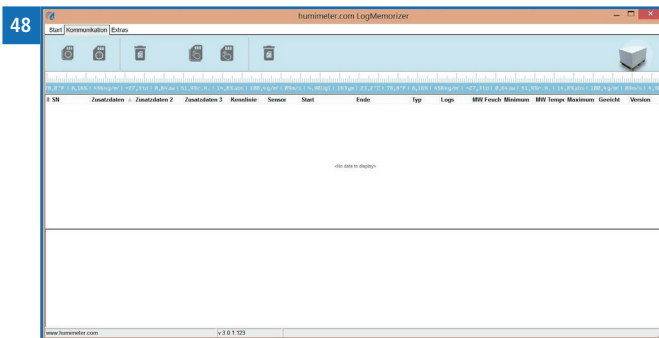 48
humimeter.com LogMemorizer
Start Kommunikation Extras
SN Zusatzdaten Zusatzdaten 2 Zusatzdaten 3 Kennlinie Sensor Start Ende Typ Logs MW Feuch Minimum MW Temp Maximum Gewicht Version
<No data to display>
www.humimeter.com v 3.0.1.123